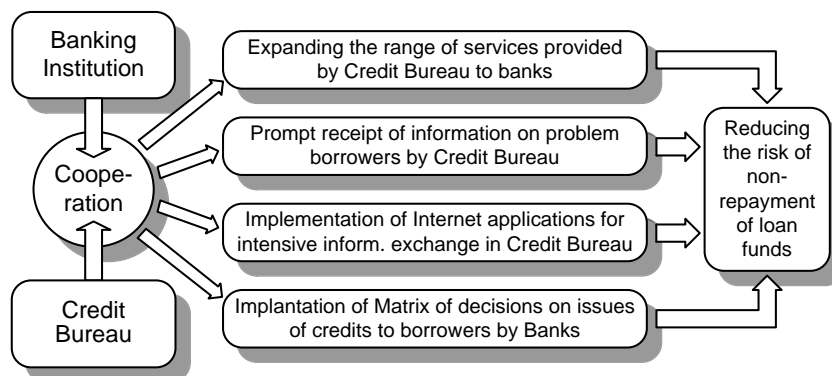 Banking
Institution
Coope-
ration
Credit
Bureau
Expanding the range of services provided
by Credit Bureau to banks
Prompt receipt of information on problem
borrowers by Credit Bureau
Implementation of Internet applications for
intensive inform. exchange in Credit Bureau
Implantation of Matrix of decisions on issues
of credits to borrowers by Banks
Reducing
the risk of
non-
repayment
of loan
funds